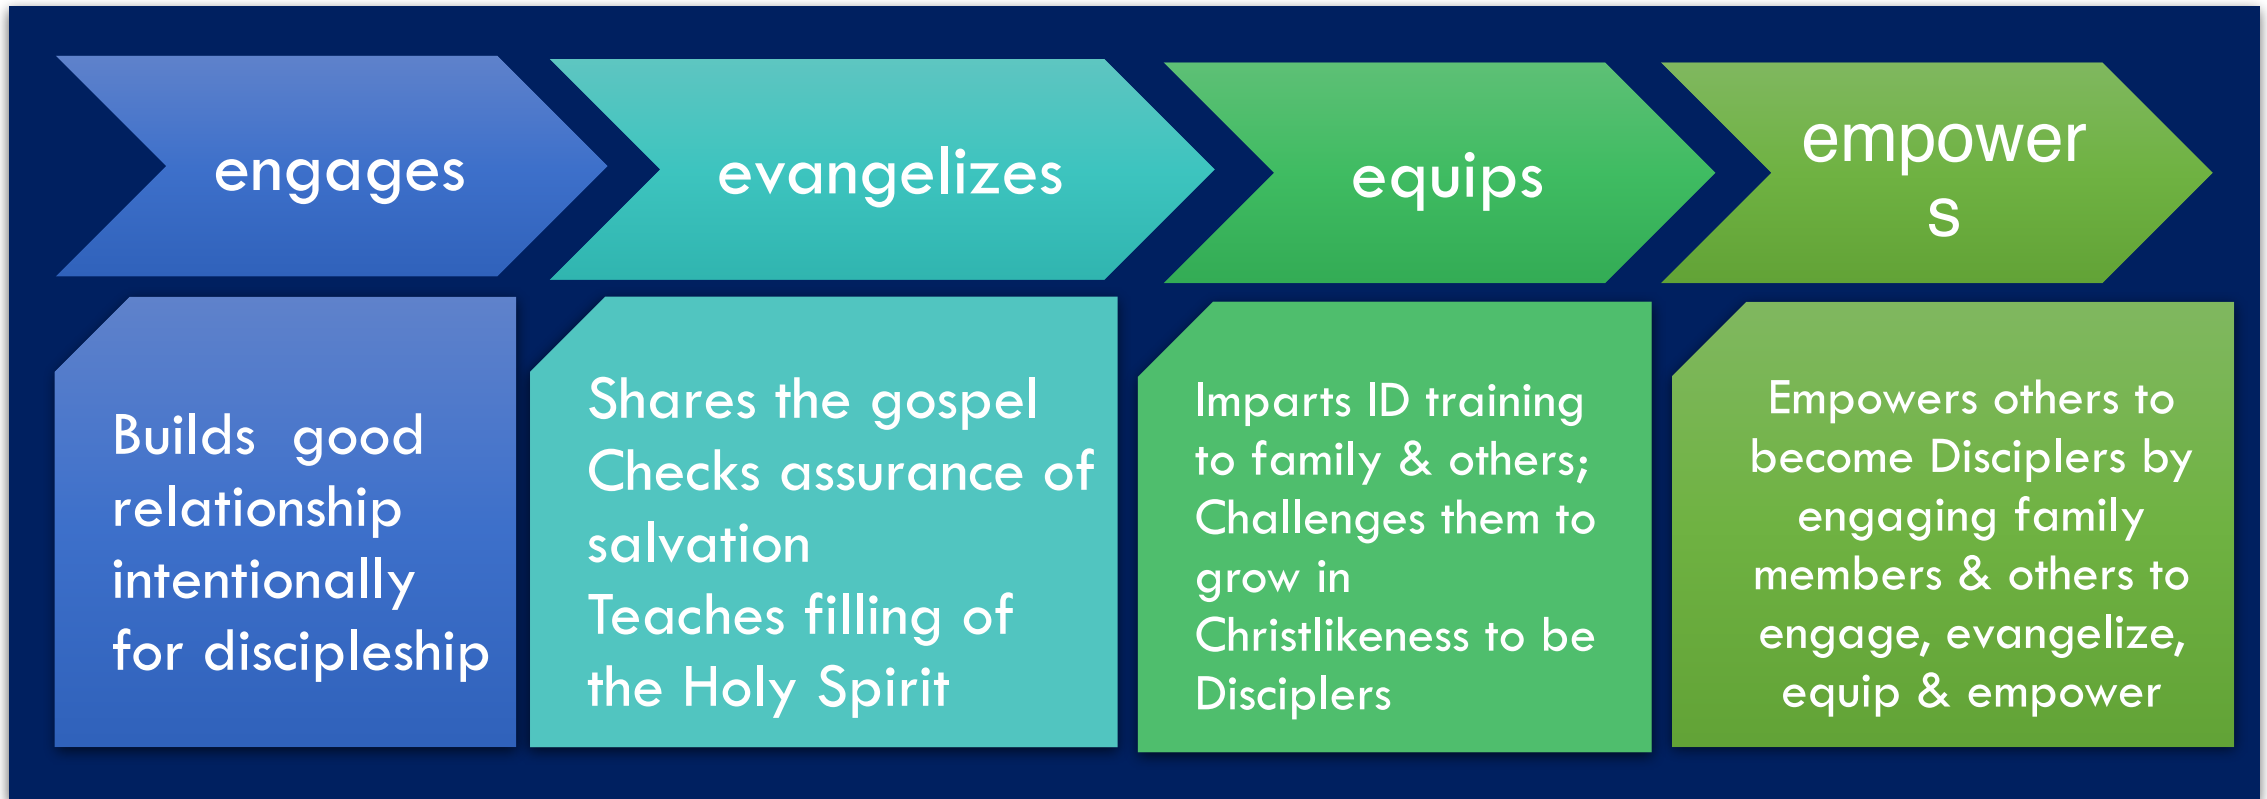 engages
evangelizes
equips
empower
s
Builds good
relationship
intentionally
for discipleship
Shares the gospel
Checks assurance of
salvation
Teaches filling of
the Holy Spirit
Imparts ID training
to family & others;
Challenges them to
grow in
Christlikeness to be
Disciplers
Empowers others to
become Disciplers by
engaging family
members & others to
engage, evangelize,
equip & empower